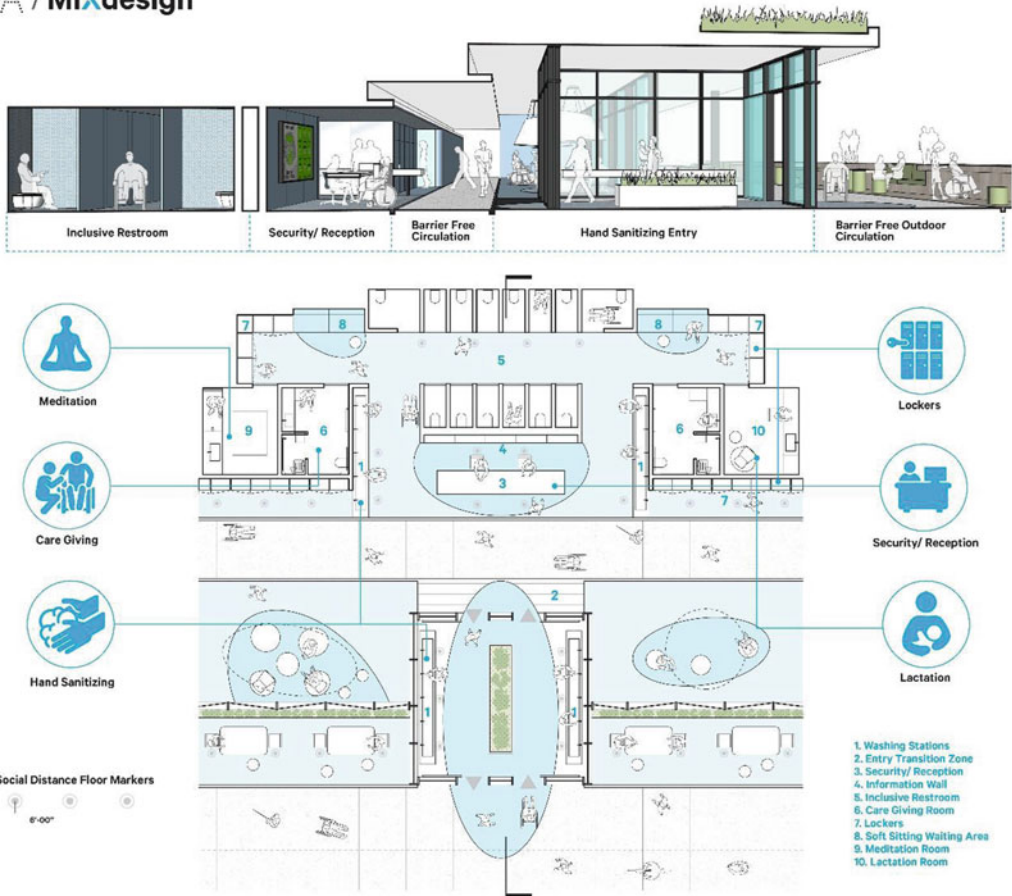 / MIXdesign
Inclusive Restroom
Security/ Reception
Barrier Free
Circulation
Hand Sanitizing Entry
Barrier Free Outdoor
Circulation
Meditation
Care Giving
Hand Sanitizing
Lockers
Security/ Reception
Lactation
7
8
8
7
5
9
6
6
10
4
3
1
1
7
2
1
1
Social Distance Floor Markers
6'-00"
1. Washing Stations
2. Entry Transition Zone
3. Security/ Reception
4. Information Wall
5. Inclusive Restroom
6. Care Giving Room
7. Lockers
8. Soft Sitting Waiting Area
9. Meditation Room
10. Lactation Room